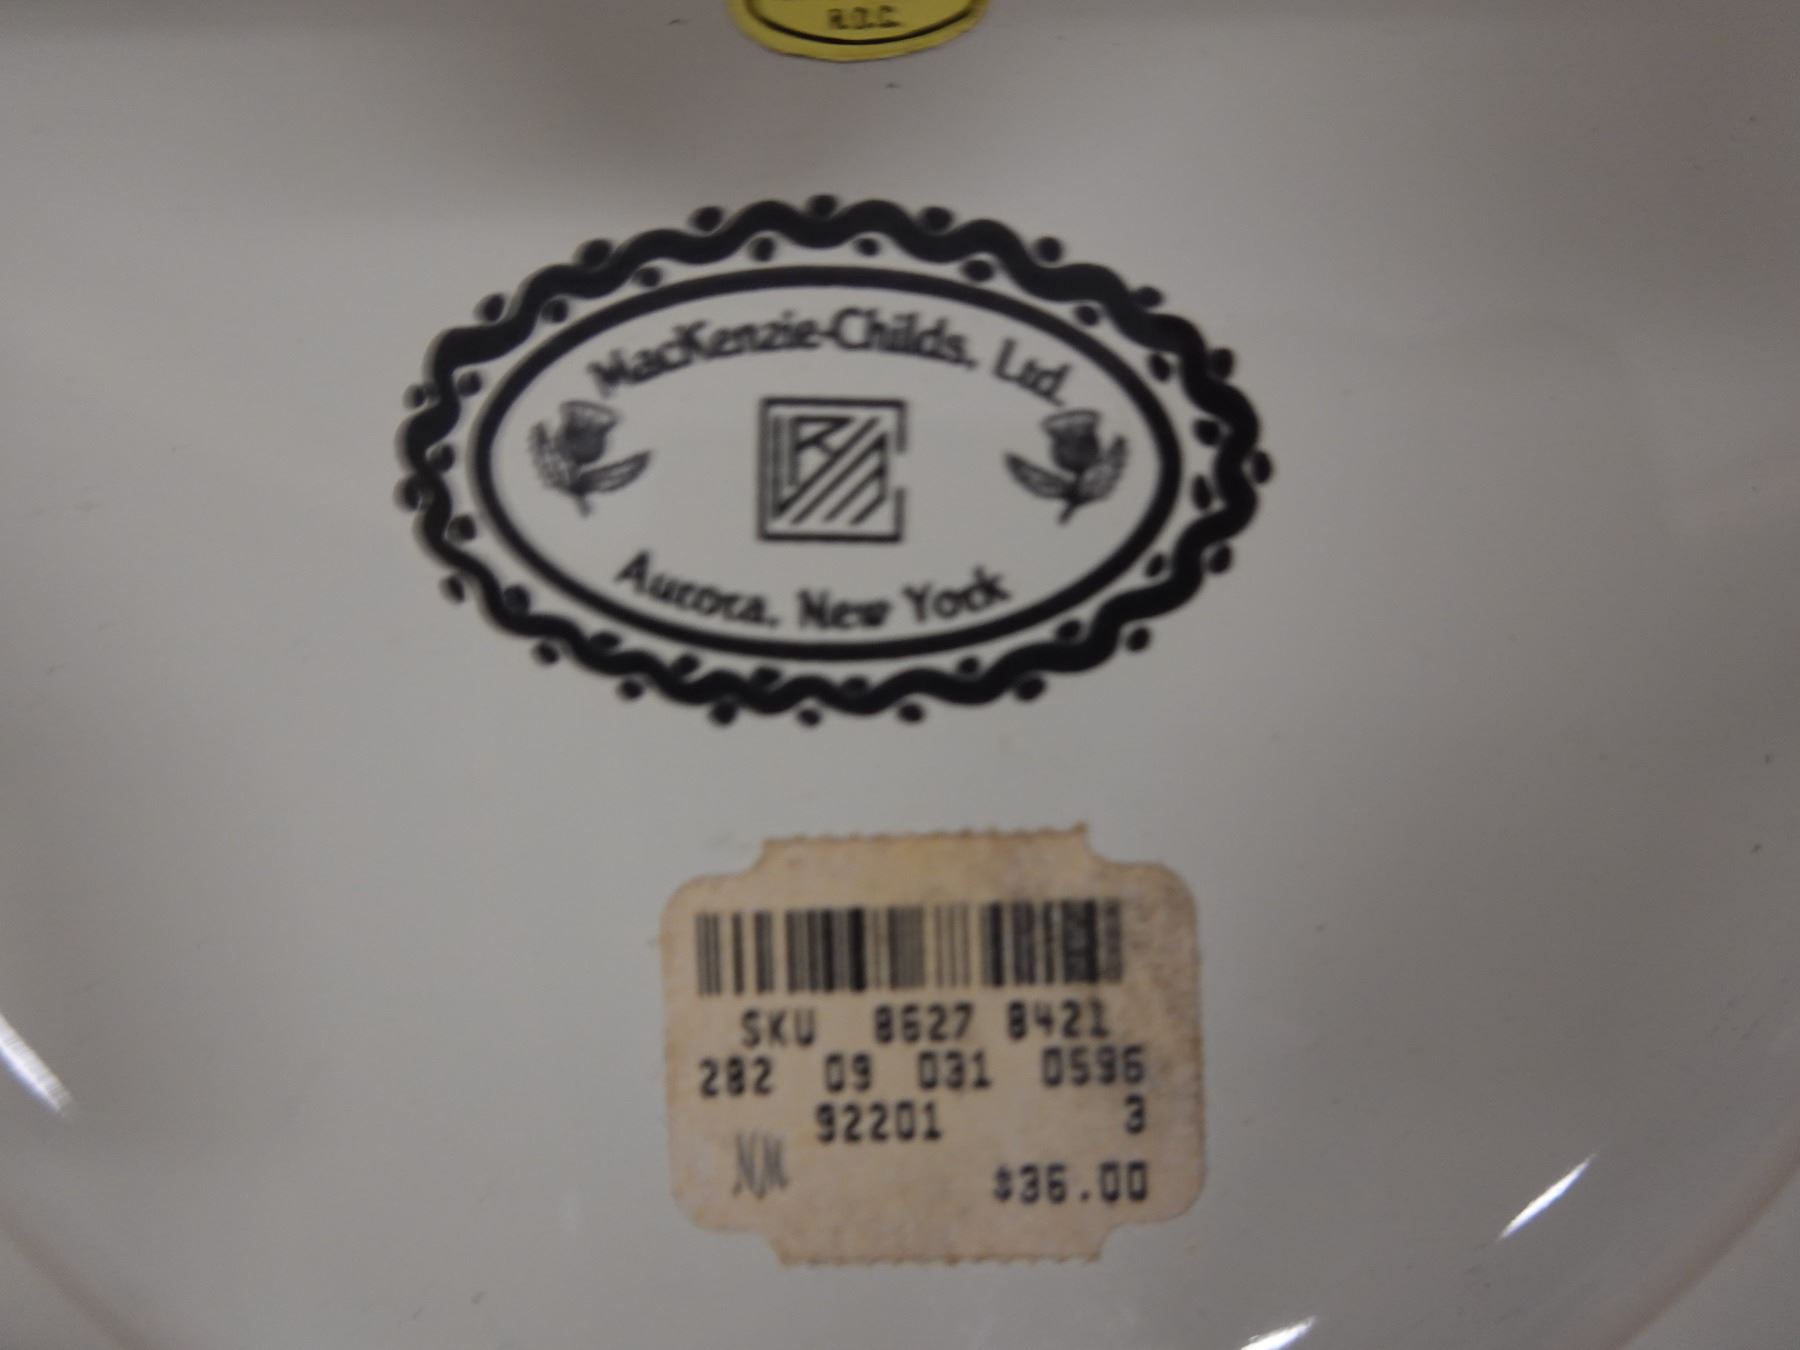 R.O.C.
MacKenzie-Childs, Ltd.
Aurora, New York
SKU 8627 8421
282 09 031 0596
92201 3
NM
$36.00